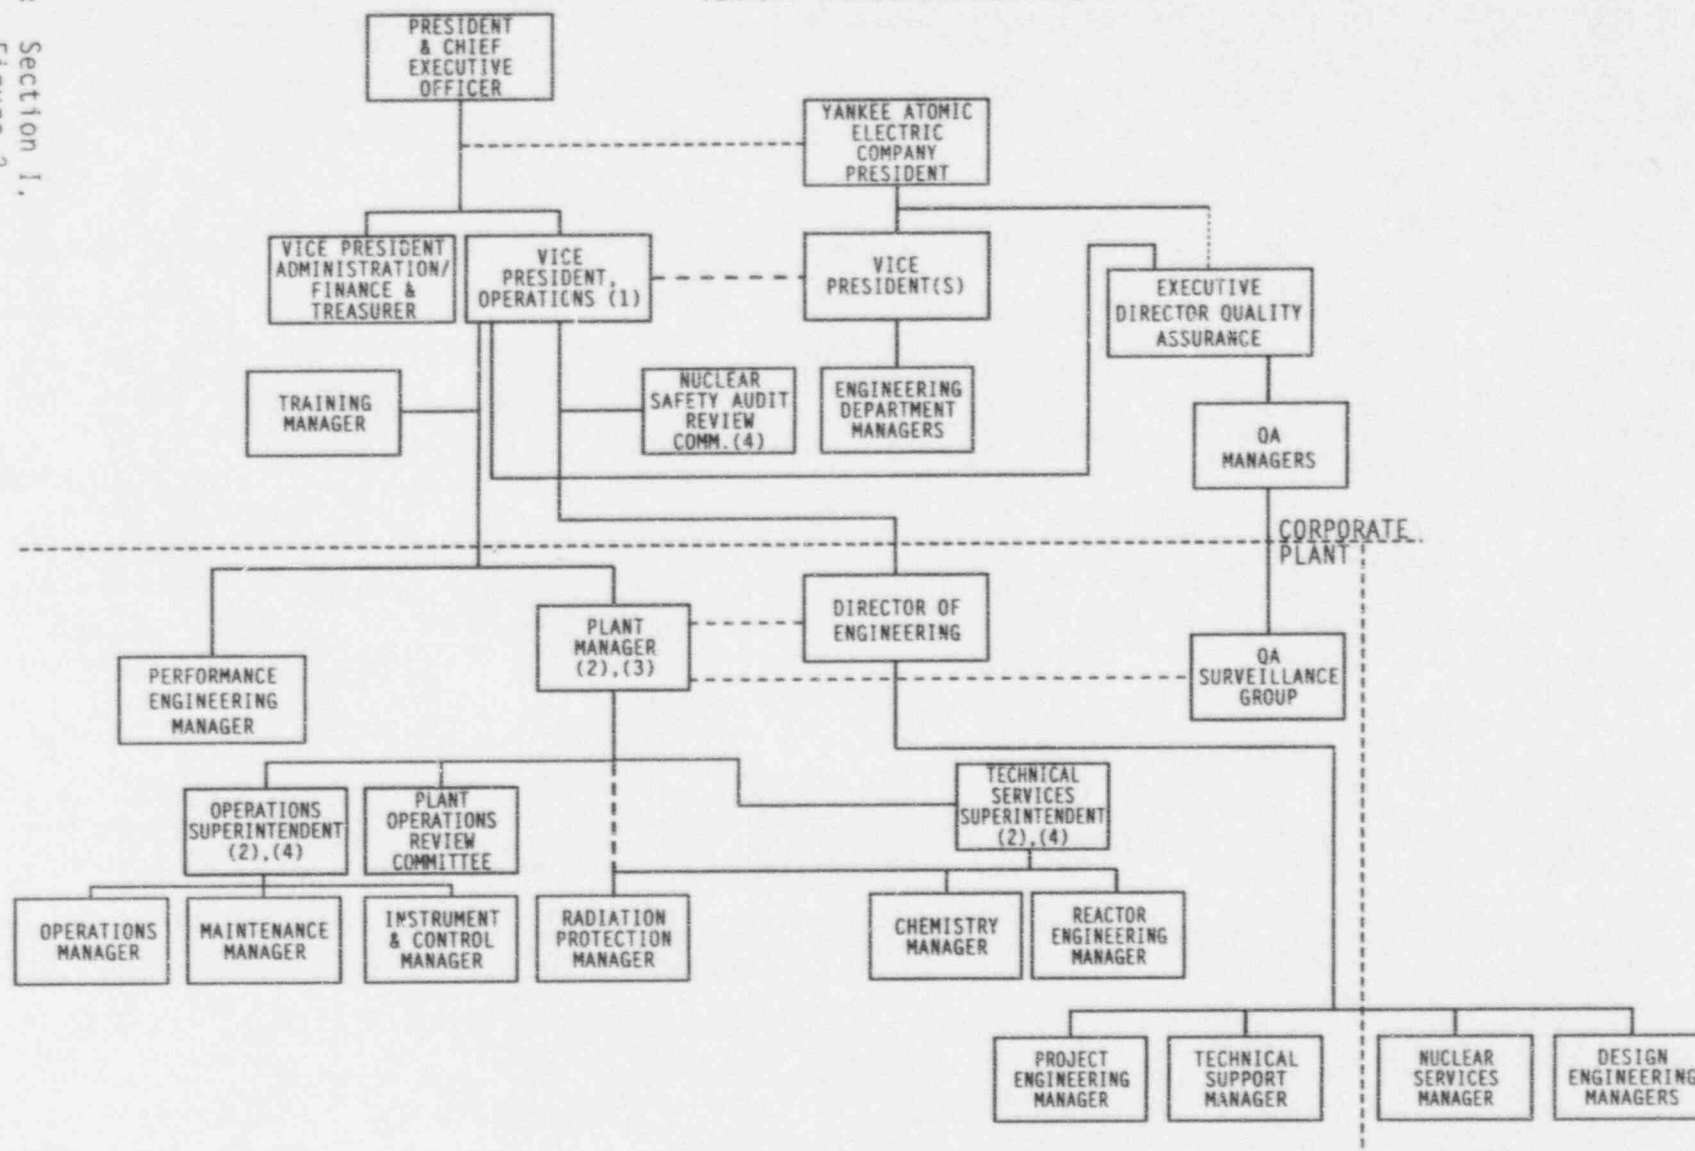 Section I,
PRESIDENT
& CHIEF
EXECUTIVE
OFFICER
YANKEE ATOMIC
ELECTRIC
COMPANY
PRESIDENT
VICE PRESIDENT
ADMINISTRATION/
FINANCE &
TREASURER
VICE
PRESIDENT,
OPERATIONS (1)
VICE
PRESIDENT(S)
EXECUTIVE
DIRECTOR QUALITY
ASSURANCE
TRAINING
MANAGER
NUCLEAR
SAFETY AUDIT
REVIEW
COMM.(4)
ENGINEERING
DEPARTMENT
MANAGERS
QA
MANAGERS
CORPORATE
PLANT
PERFORMANCE
ENGINEERING
MANAGER
PLANT
MANAGER
(2),(3)
DIRECTOR OF
ENGINEERING
QA
SURVEILLANCE
GROUP
OPERATIONS
SUPERINTENDENT
(2),(4)
PLANT
OPERATIONS
REVIEW
COMMITTEE
TECHNICAL
SERVICES
SUPERINTENDENT
(2),(4)
OPERATIONS
MANAGER
MAINTENANCE
MANAGER
INSTRUMENT
& CONTROL
MANAGER
RADIATION
PROTECTION
MANAGER
CHEMISTRY
MANAGER
REACTOR
ENGINEERING
MANAGER
PROJECT
ENGINEERING
MANAGER
TECHNICAL
SUPPORT
MANAGER
NUCLEAR
SERVICES
MANAGER
DESIGN
ENGINEERING
MANAGERS